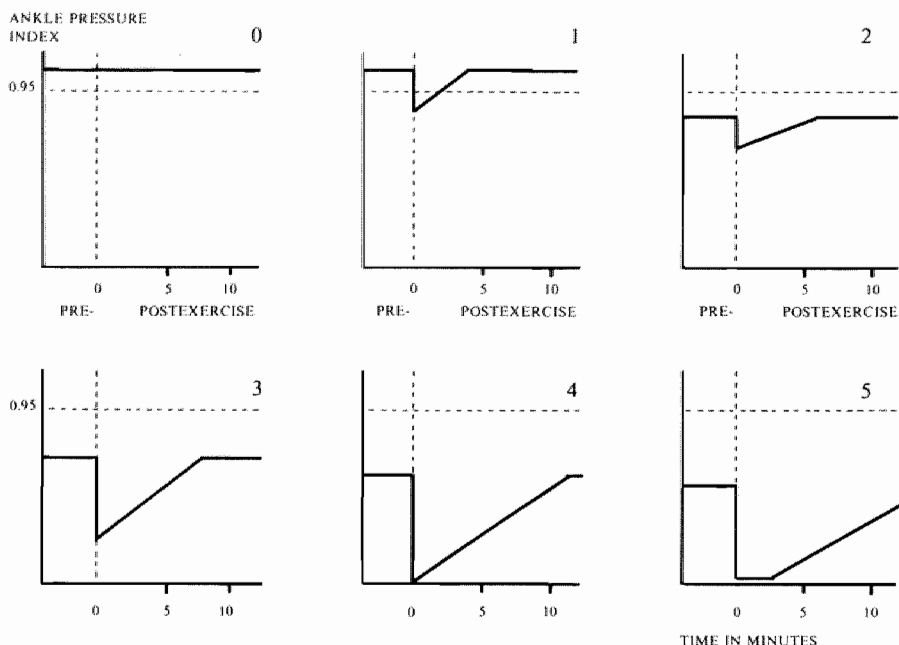 ANKLE PRESSURE
INDEX
0
1
2
0.95
0 5 10
0 5 10
0 5 10
PRE- POSTEXERCISE
PRE- POSTEXERCISE
PRE- POSTEXERCISE
3
4
5
0.95
0 5 10
0 5 10
0 5 10
TIME IN MINUTES